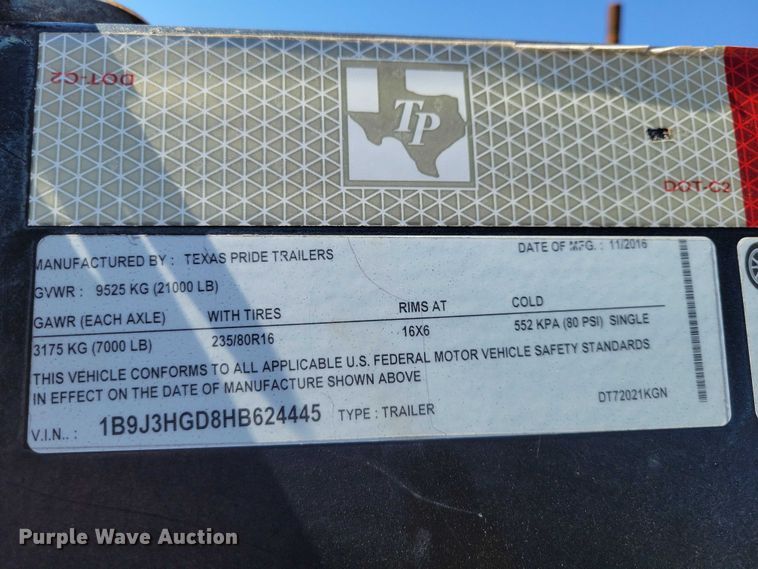 DOT-C2
TP
DOT-C2
MANUFACTURED BY : TEXAS PRIDE TRAILERS
DATE OF MFG. : 11/2016
GVWR : 9525 KG (21000 LB)
GAWR (EACH AXLE) WITH TIRES RIMS AT COLD
3175 KG (7000 LB) 235/80R16 16X6 552 KPA (80 PSI) SINGLE
THIS VEHICLE CONFORMS TO ALL APPLICABLE U.S. FEDERAL MOTOR VEHICLE SAFETY STANDARDS
IN EFFECT ON THE DATE OF MANUFACTURE SHOWN ABOVE
DT72021KGN
V.I.N.. : 1B9J3HGD8HB624445 TYPE : TRAILER
Purple Wave Auction